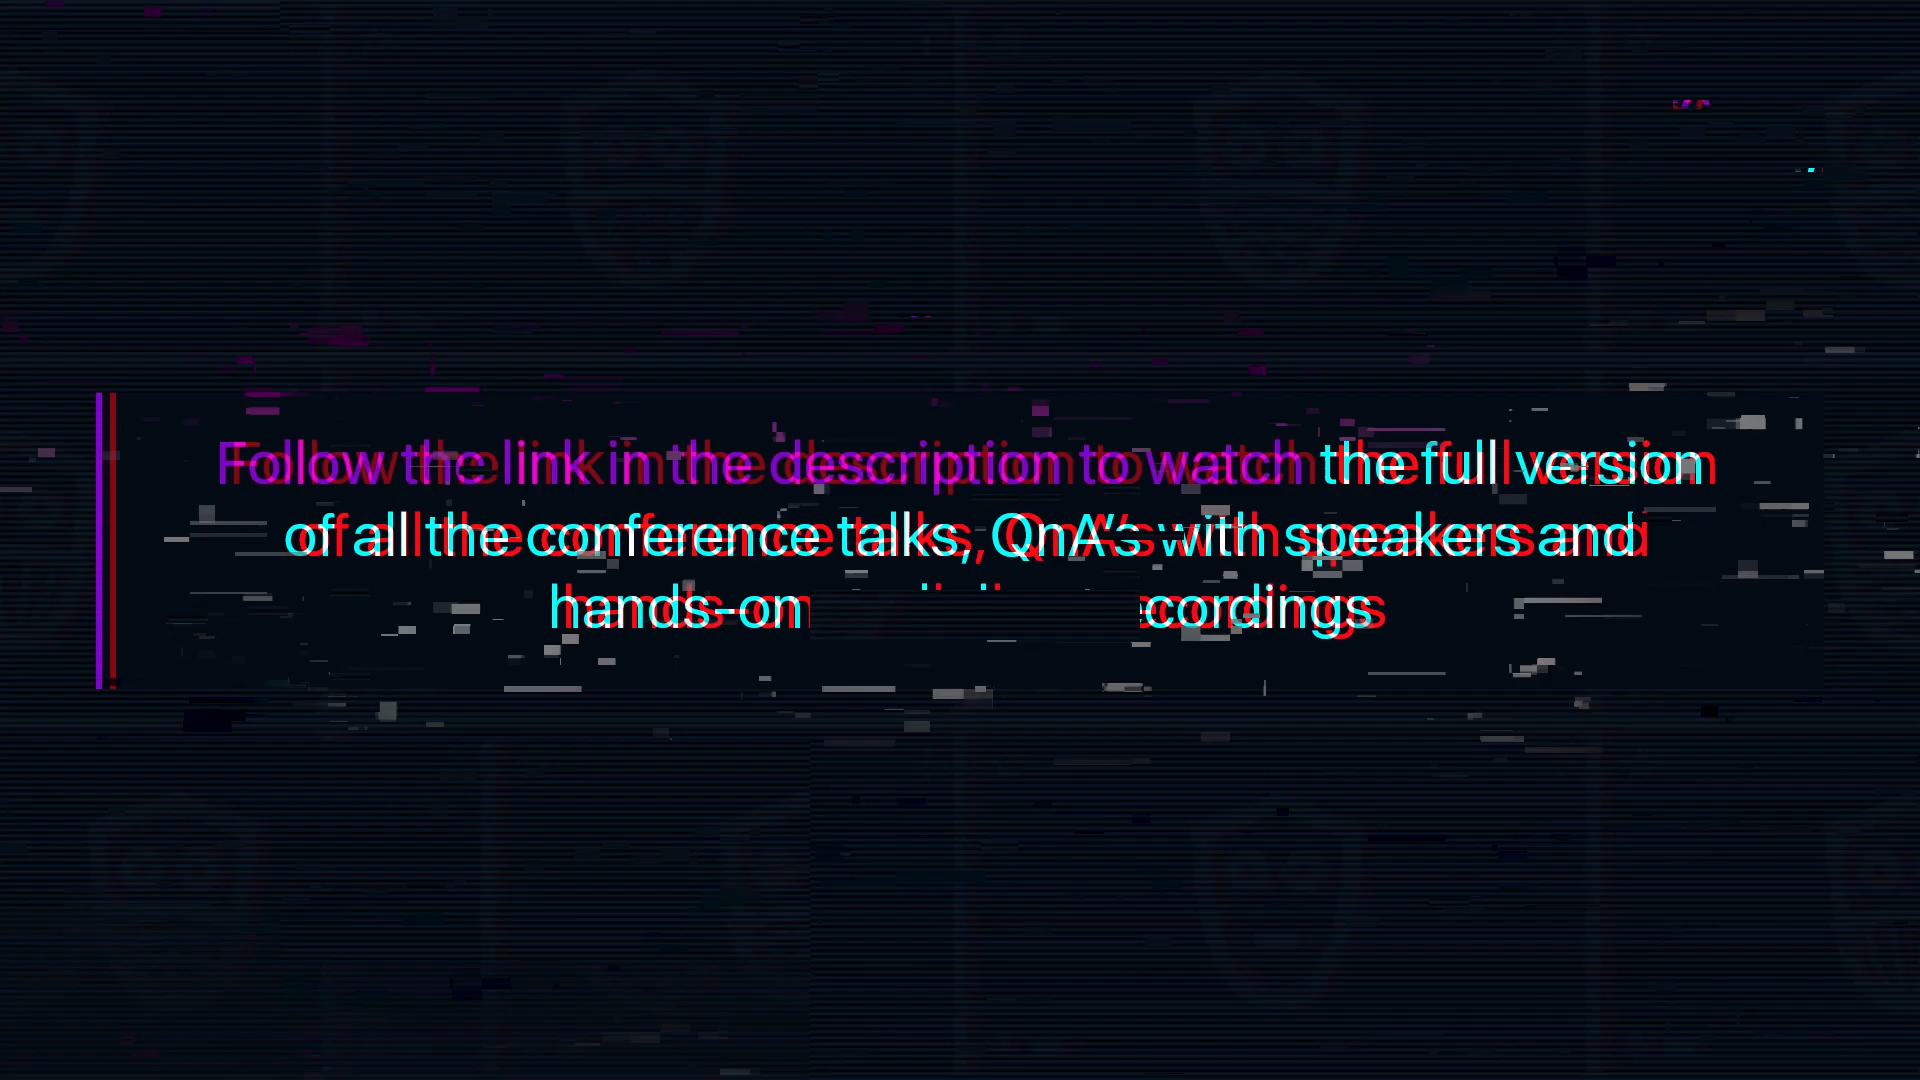 Follow the link in the description to watch the full version
of all the conference talks, QnA's with speakers and
hands-on ecordings